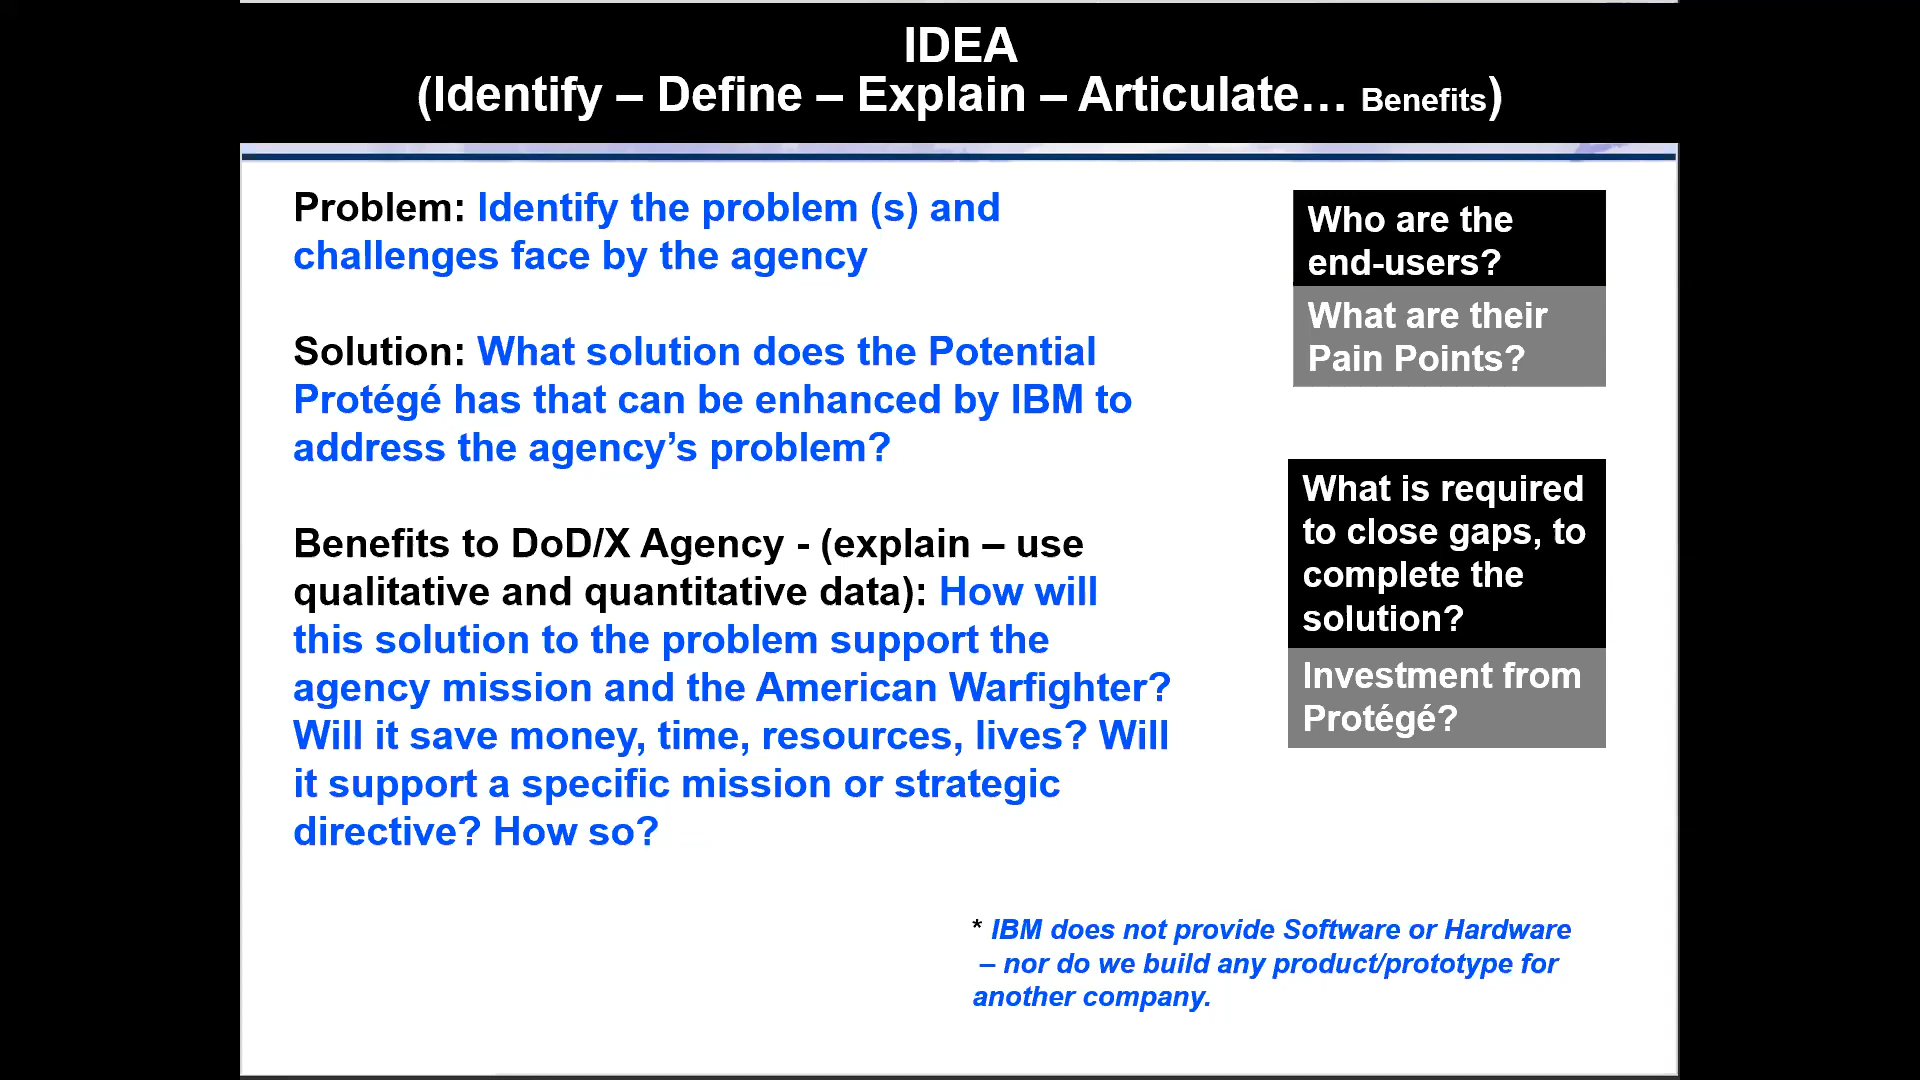 IDEA
(Identify – Define – Explain – Articulate… Benefits)
Problem: Identify the problem (s) and
challenges face by the agency
Solution: What solution does the Potential
Protégé has that can be enhanced by IBM to
address the agency’s problem?
Benefits to DoD/X Agency - (explain – use
qualitative and quantitative data): How will
this solution to the problem support the
agency mission and the American Warfighter?
Will it save money, time, resources, lives? Will
it support a specific mission or strategic
directive? How so?
Who are the
end-users?
What are their
Pain Points?
What is required
to close gaps, to
complete the
solution?
Investment from
Protégé?
* IBM does not provide Software or Hardware
– nor do we build any product/prototype for
another company.